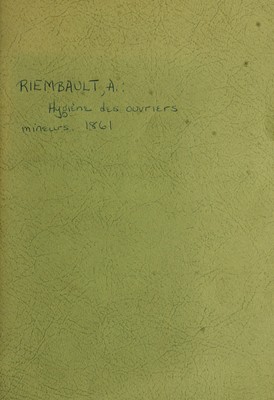 RIEMBAULT, A.:
Hygiène des ouvriers
mineurs. 1861